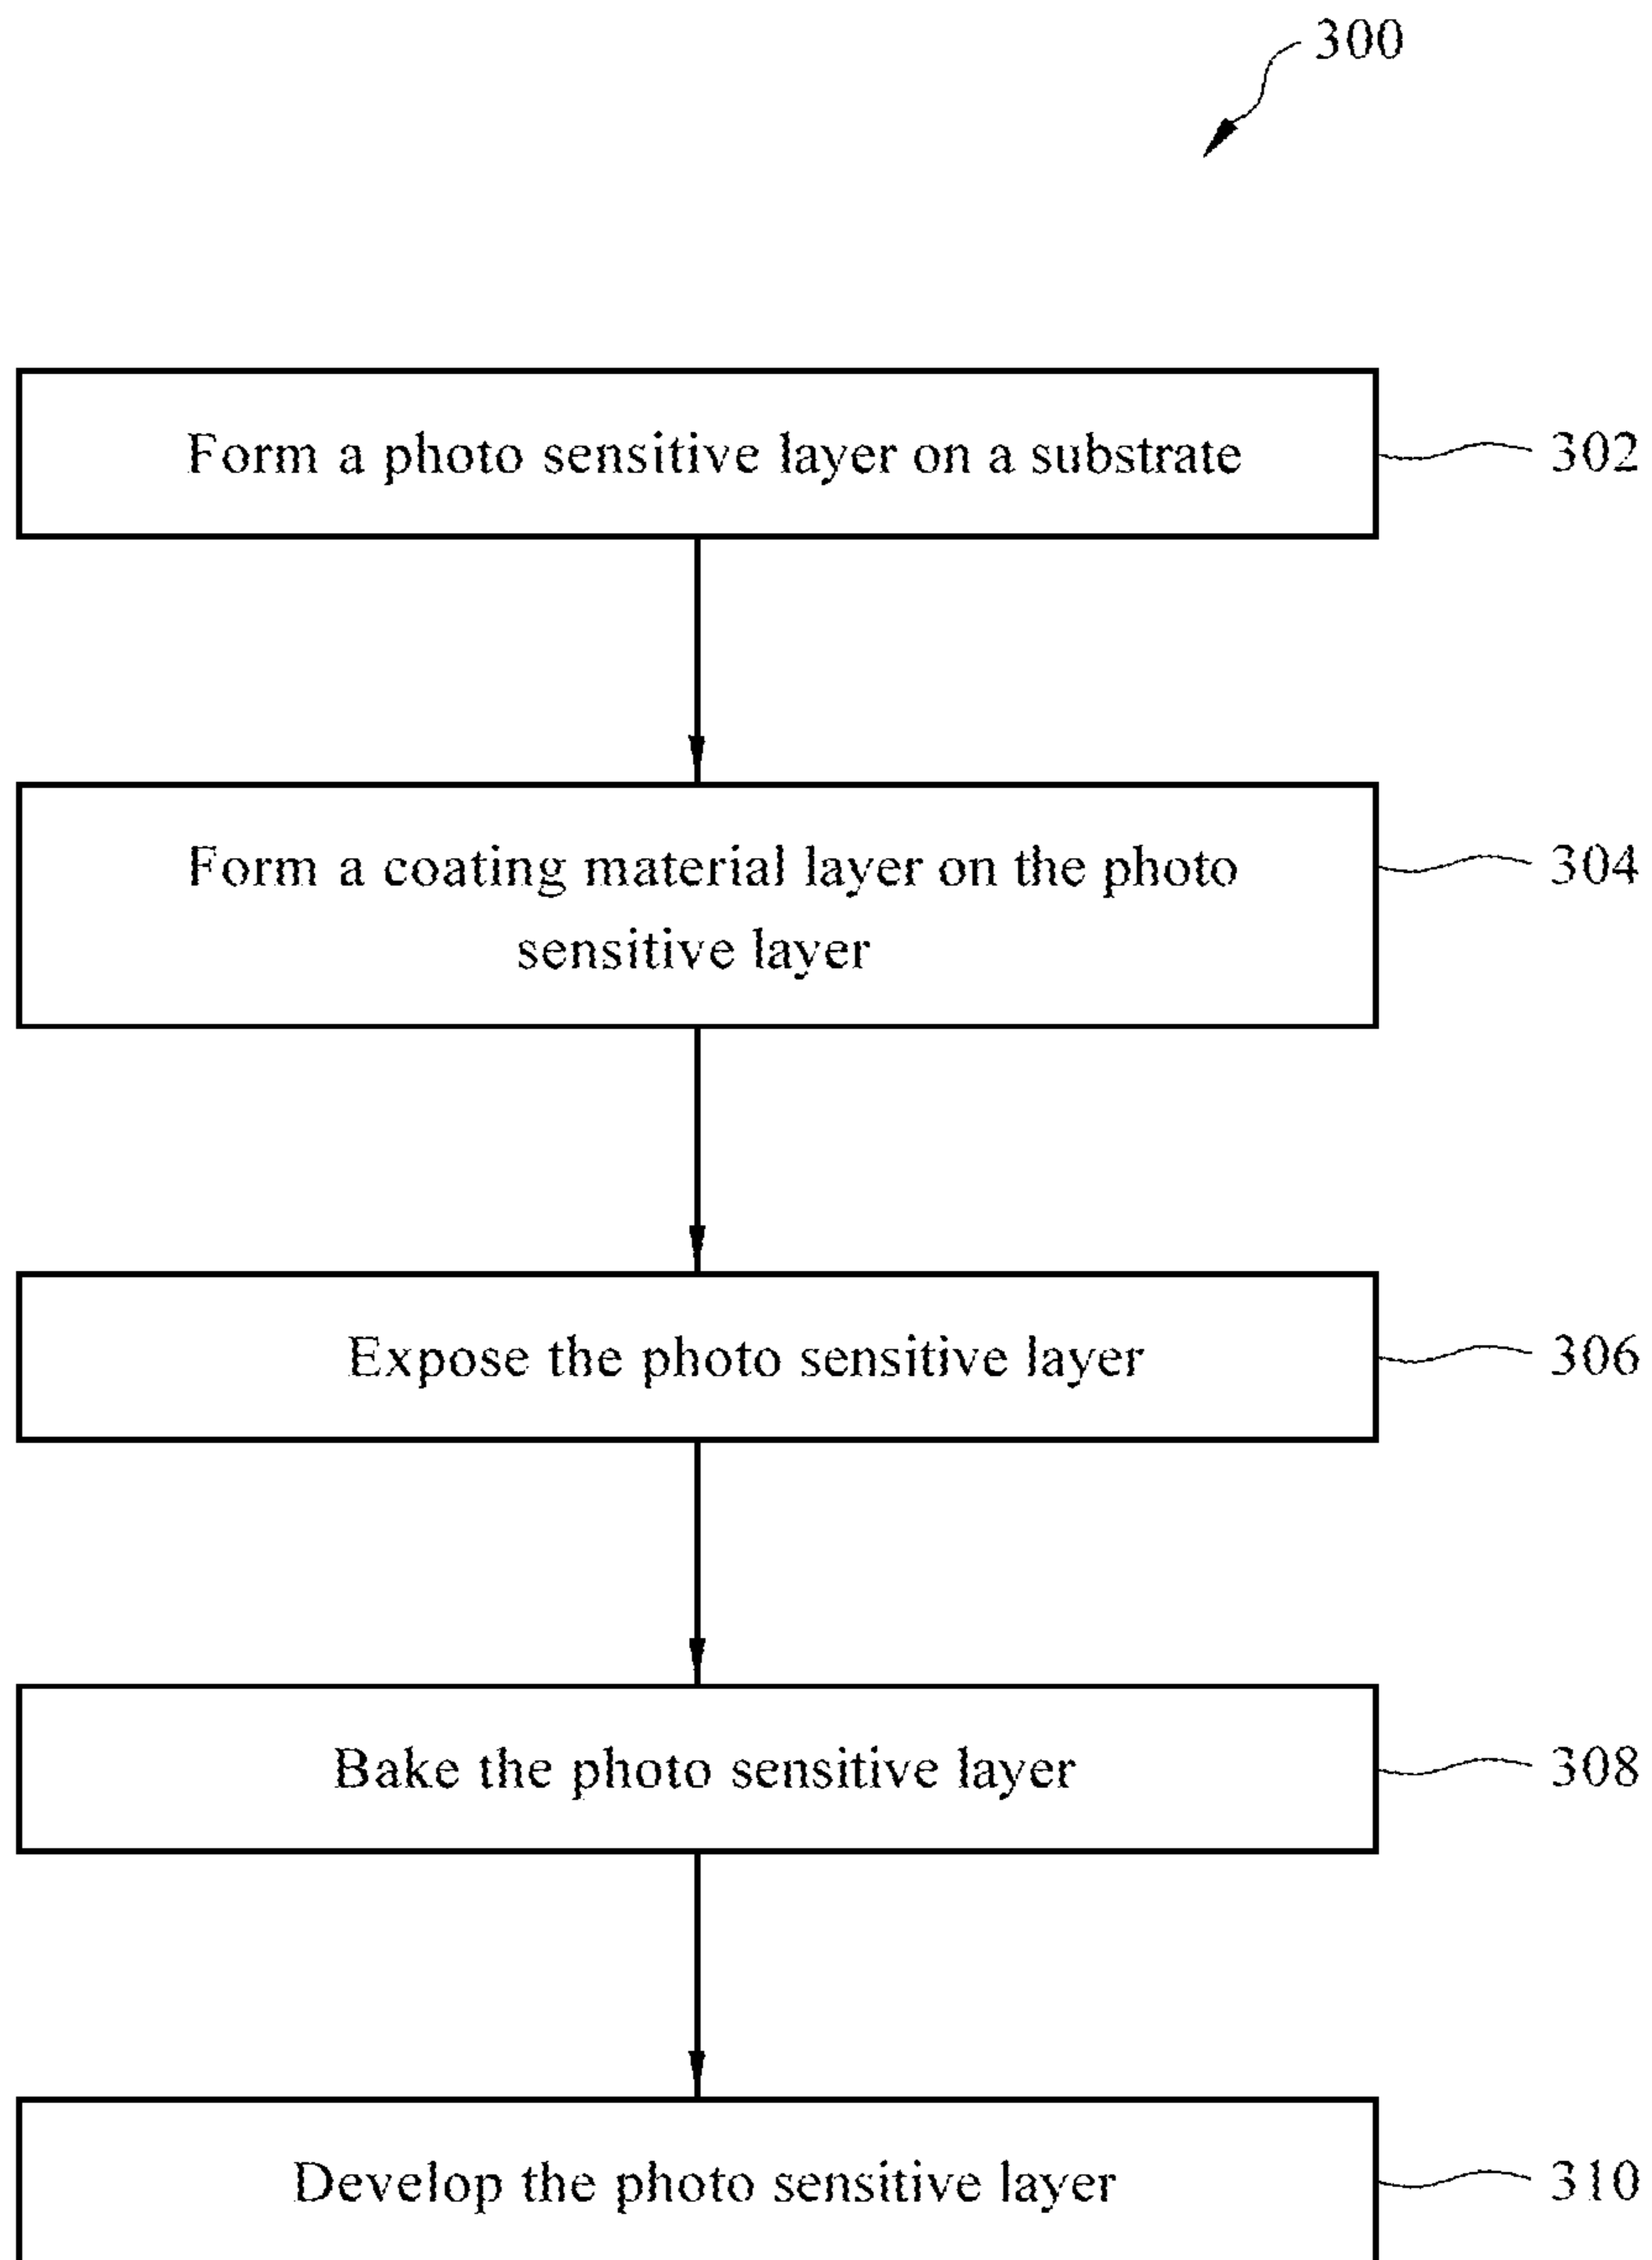 300
Form a photo sensitive layer on a substrate
302
Form a coating material layer on the photo
sensitive layer
304
Expose the photo sensitive layer
306
Bake the photo sensitive layer
308
Develop the photo sensitive layer
310